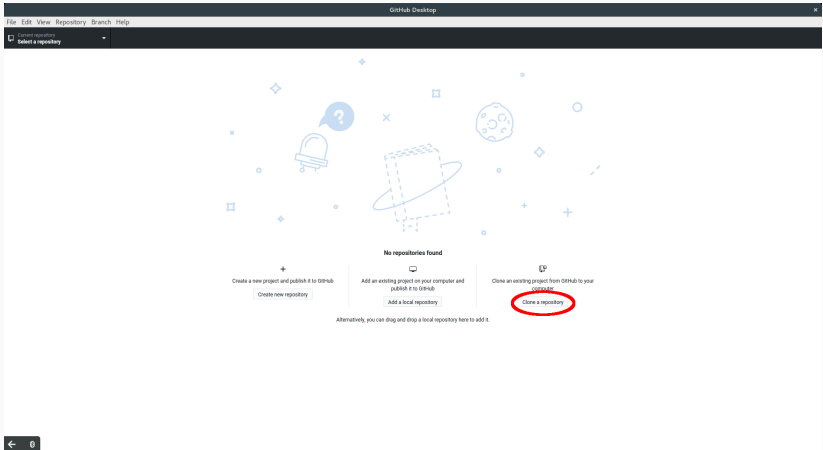 GitHub Desktop
File Edit View Repository Branch Help
Current repository
Select a repository
?
No repositories found
Create a new project and publish it to GitHub
Create new repository
Add an existing project on your computer and
publish it to GitHub
Add a local repository
Clone an existing project from GitHub to your
computer
Clone a repository
Alternatively, you can drag and drop a local repository here to add it.